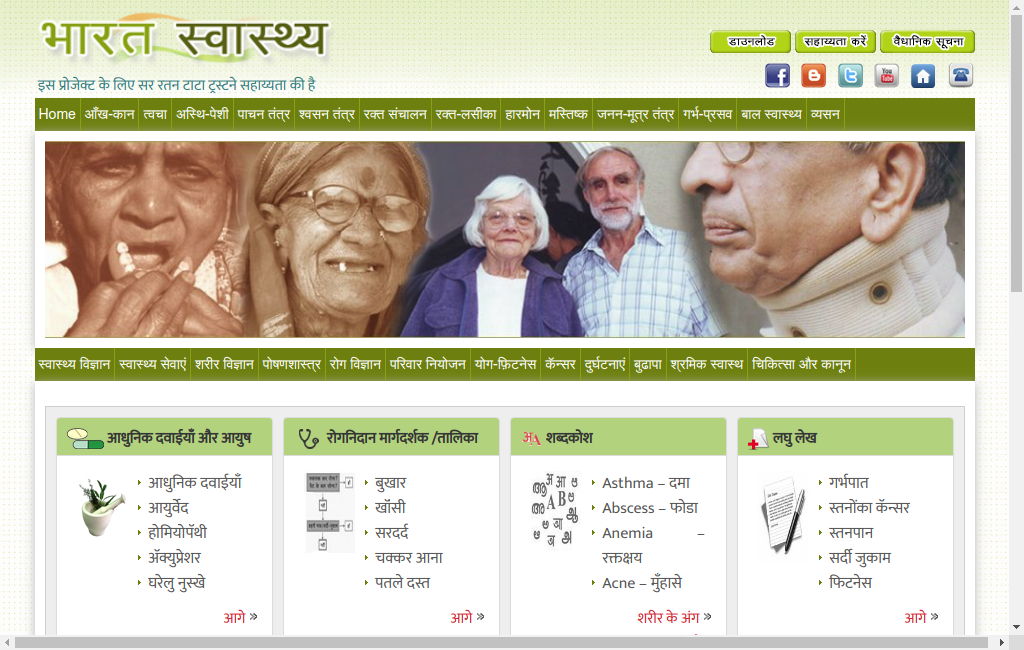 भारत स्वास्थ्य
डाउनलोड सहाय्यता करें वैधानिक सूचना
इस प्रोजेक्ट के लिए सर रतन टाटा ट्रस्टने सहाय्यता की है
Home आँख-कान त्वचा अस्थि-पेशी पाचन तंत्र श्वसन तंत्र रक्त संचालन रक्त-लसीका हारमोन मस्तिष्क जनन-मूत्र तंत्र गर्भ-प्रसव बाल स्वास्थ्य व्यसन
स्वास्थ्य विज्ञान स्वास्थ्य सेवाएं शरीर विज्ञान पोषणशास्त्र रोग विज्ञान परिवार नियोजन योग-फ़िटनेस कॅन्सर दुर्घटनाएं बुढापा श्रमिक स्वास्थ चिकित्सा और कानून
आधुनिक दवाईयाँ और आयुष
आधुनिक दवाईयाँ
आयुर्वेद
होमियोपॅथी
अ‍ॅक्युप्रेशर
घरेलु नुस्खे
आगे »
रोगनिदान मार्गदर्शक /तालिका
बुखार
खॉंसी
सरदर्द
चक्कर आना
पतले दस्त
आगे »
शब्दकोश
Asthma – दमा
Abscess – फोडा
Anemia –
रक्तक्षय
Acne – मुँहासे
शरीर के अंग »
लघु लेख
गर्भपात
स्तनोंका कॅन्सर
स्तनपान
सर्दी जुकाम
फिटनेस
आगे »